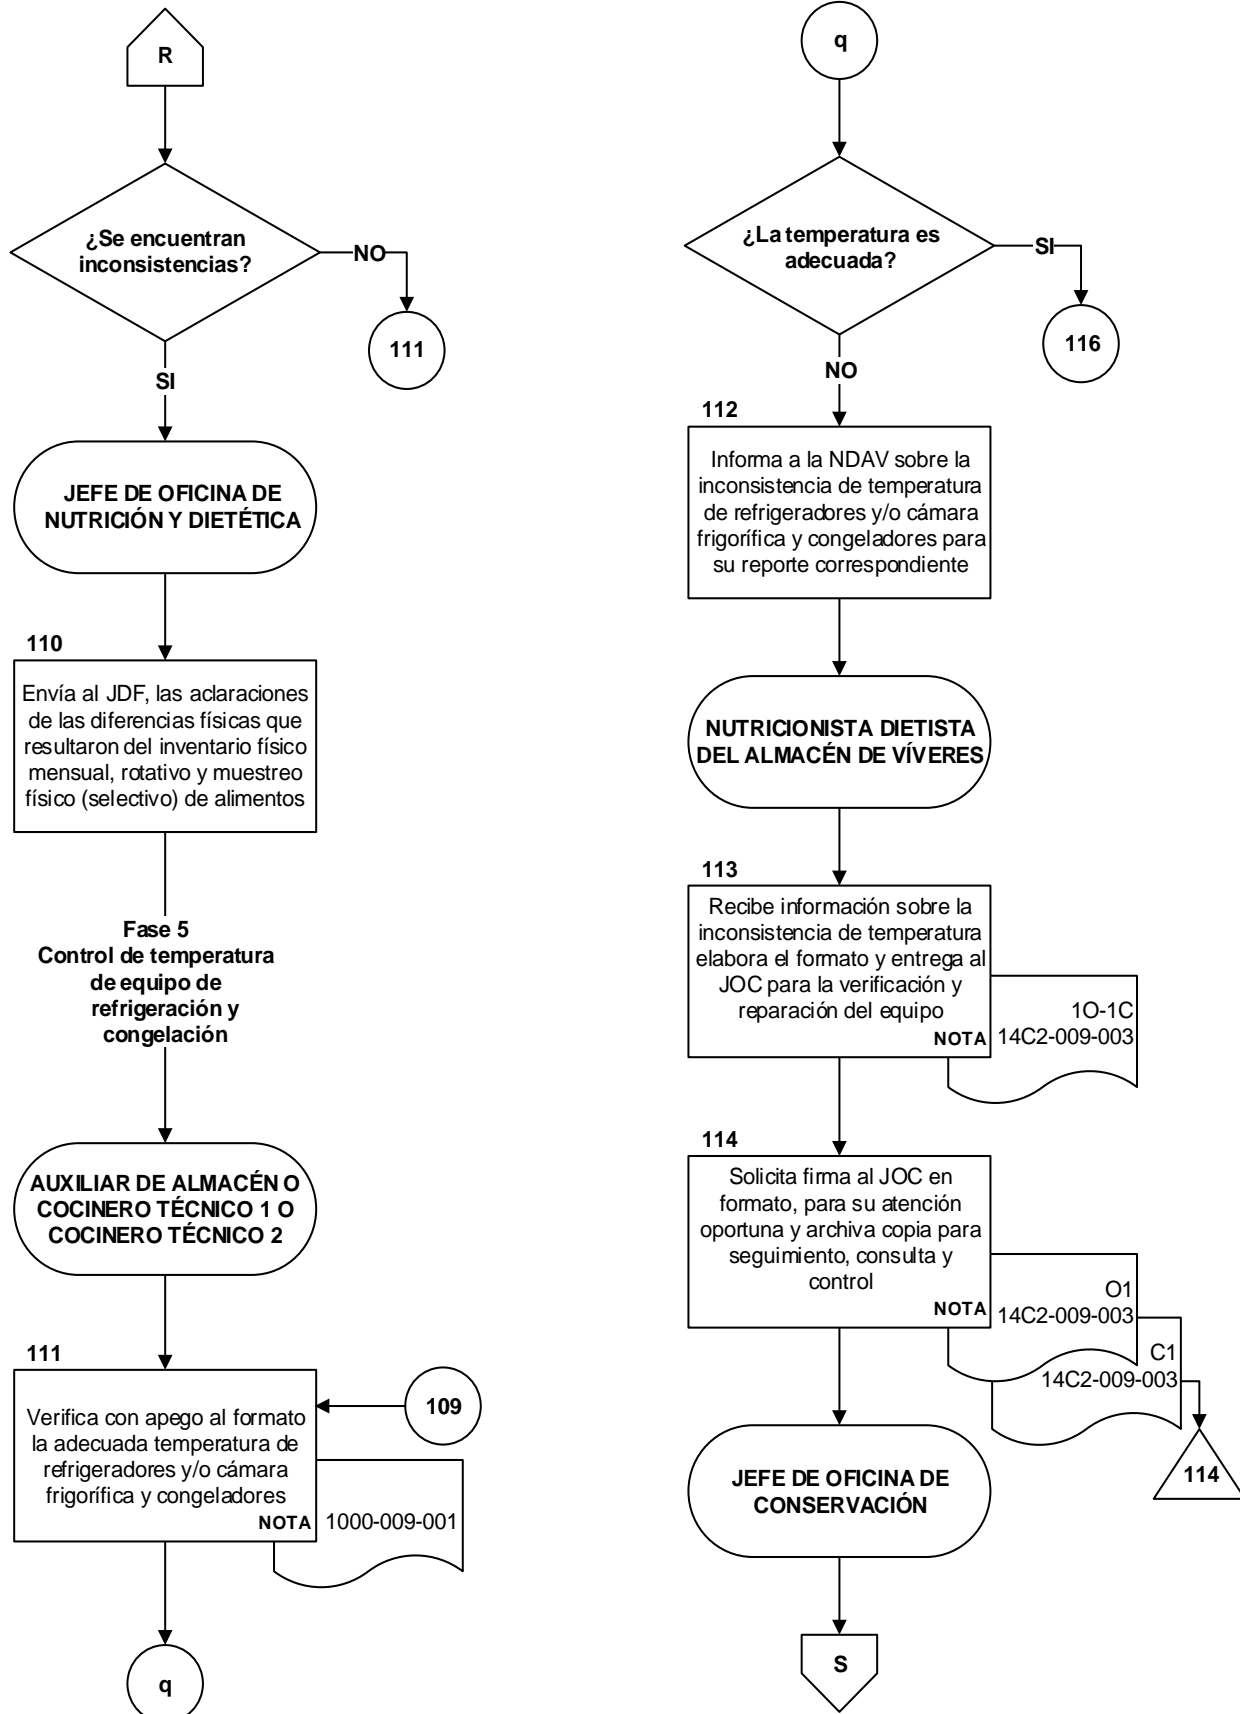 R
¿Se encuentran
inconsistencias?
NO
111
SI
JEFE DE OFICINA DE
NUTRICIÓN Y DIETÉTICA
110
Envía al JDF, las aclaraciones
de las diferencias físicas que
resultaron del inventario físico
mensual, rotativo y muestreo
físico (selectivo) de alimentos
Fase 5
Control de temperatura
de equipo de
refrigeración y
congelación
AUXILIAR DE ALMACÉN O
COCINERO TÉCNICO 1 O
COCINERO TÉCNICO 2
111
Verifica con apego al formato
la adecuada temperatura de
refrigeradores y/o cámara
frigorífica y congeladores
NOTA
1000-009-001
109
q
q
¿La temperatura es
adecuada?
SI
116
NO
112
Informa a la NDAV sobre la
inconsistencia de temperatura
de refrigeradores y/o cámara
frigorífica y congeladores para
su reporte correspondiente
NUTRICIONISTA DIETISTA
DEL ALMACÉN DE VÍVERES
113
Recibe información sobre la
inconsistencia de temperatura
elabora el formato y entrega al
JOC para la verificación y
reparación del equipo
NOTA
1O-1C
14C2-009-003
114
Solicita firma al JOC en
formato, para su atención
oportuna y archiva copia para
seguimiento, consulta y
control
NOTA
O1
14C2-009-003
C1
14C2-009-003
114
JEFE DE OFICINA DE
CONSERVACIÓN
S